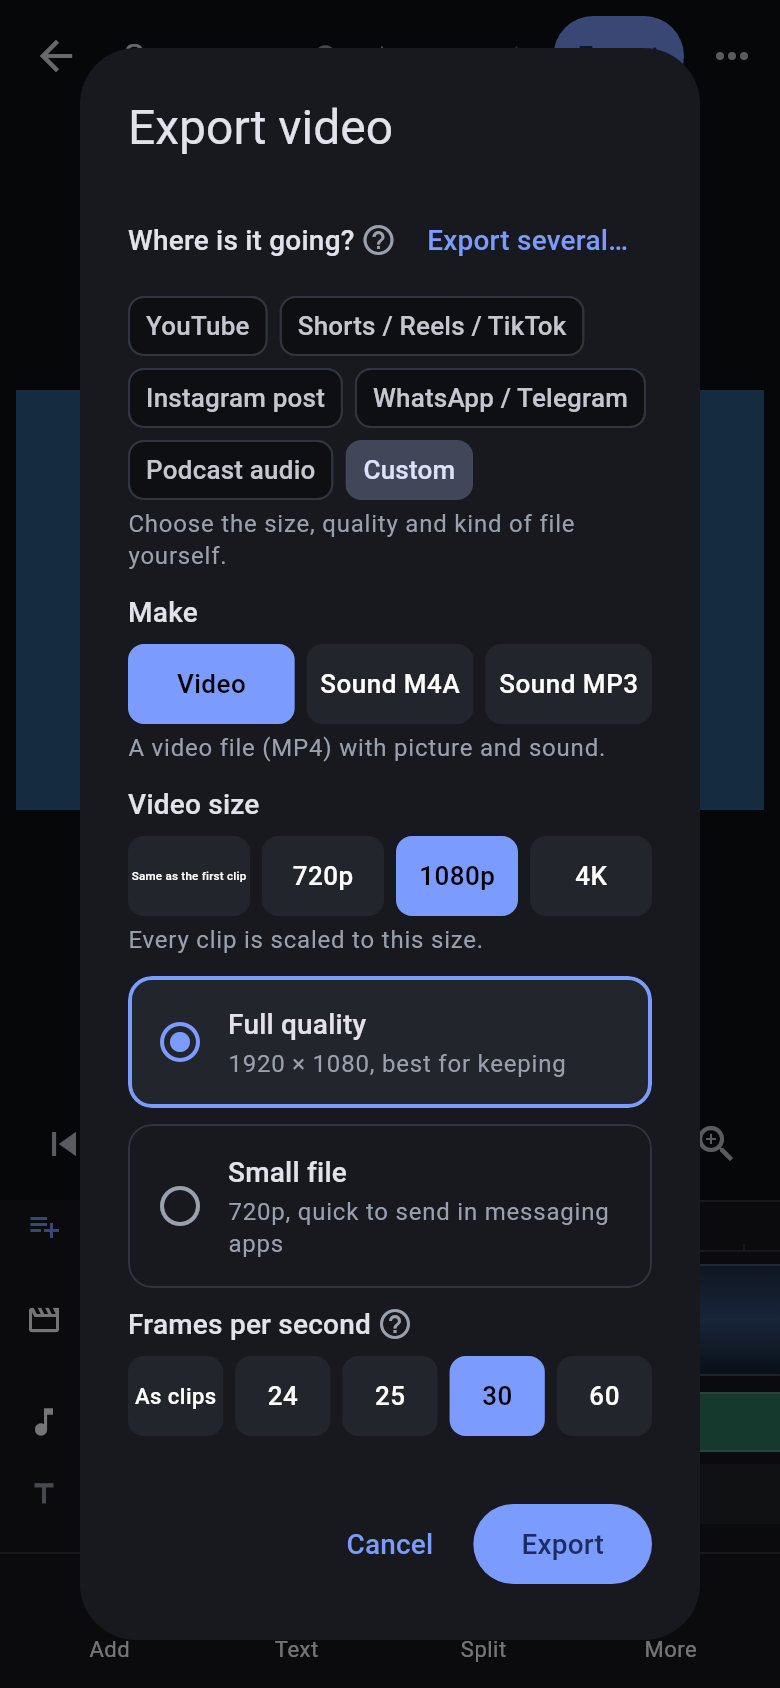 Export video
Where is it going? Export several...
YouTube Shorts / Reels / TikTok
Instagram post WhatsApp / Telegram
Podcast audio Custom
Choose the size, quality and kind of file
yourself.
Make
Video Sound M4A Sound MP3
A video file (MP4) with picture and sound.
Video size
Same as the first clip 720p 1080p 4K
Every clip is scaled to this size.
Full quality
1920 × 1080, best for keeping
Small file
720p, quick to send in messaging
apps
Frames per second
As clips 24 25 30 60
Cancel Export
Add Text Split More